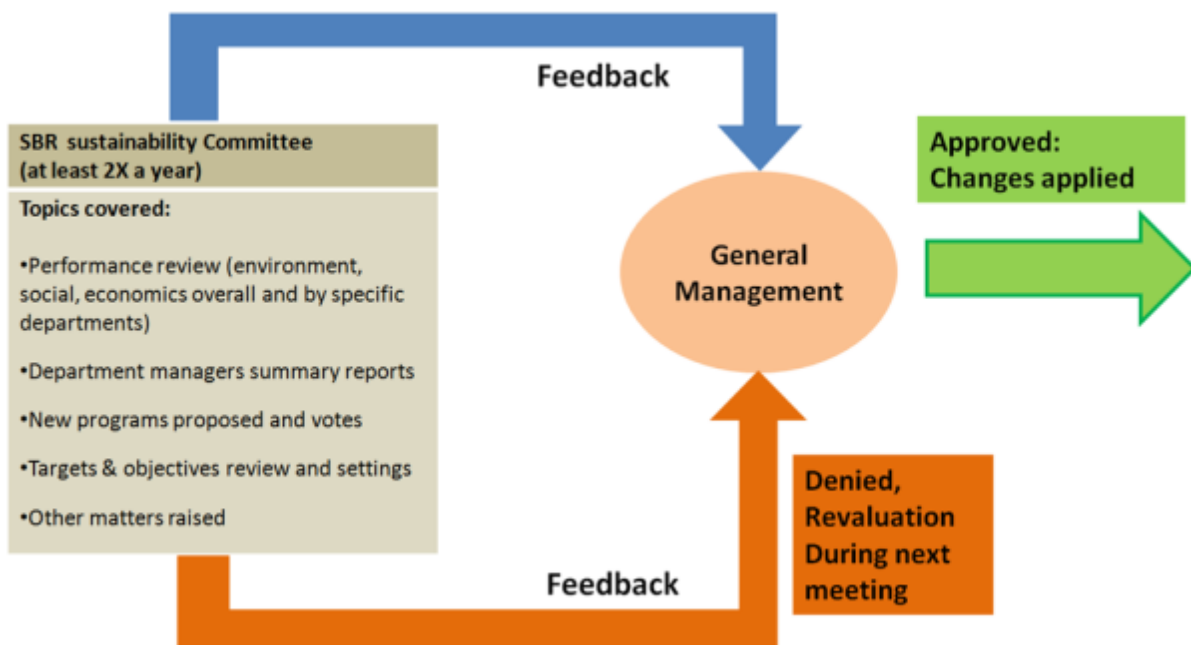 Feedback
SBR sustainability Committee
(at least 2X a year)
Topics covered:
•Performance review (environment,
social, economics overall and by specific
departments)
•Department managers summary reports
•New programs proposed and votes
•Targets & objectives review and settings
•Other matters raised
General
Management
Approved:
Changes applied
Denied,
Revaluation
During next
meeting
Feedback